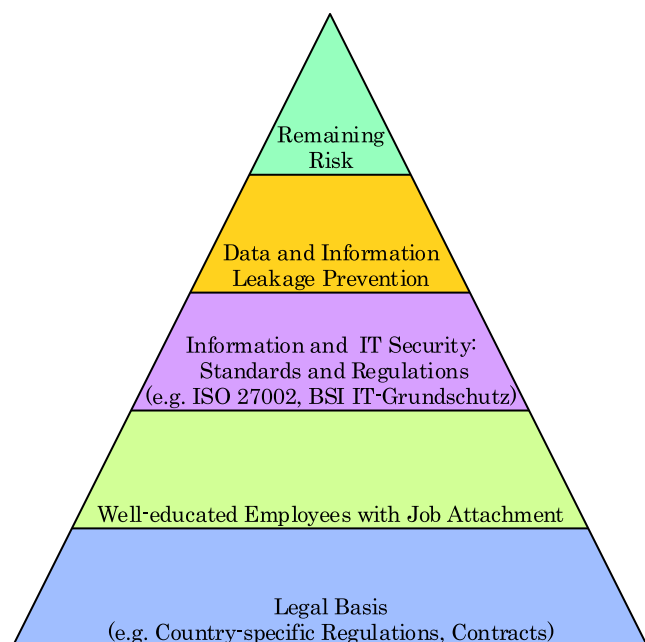 Remaining
Risk
Data and Information
Leakage Prevention
Information and IT Security:
Standards and Regulations
(e.g. ISO 27002, BSI IT-Grundschutz)
Well-educated Employees with Job Attachment
Legal Basis
(e.g. Country-specific Regulations, Contracts)